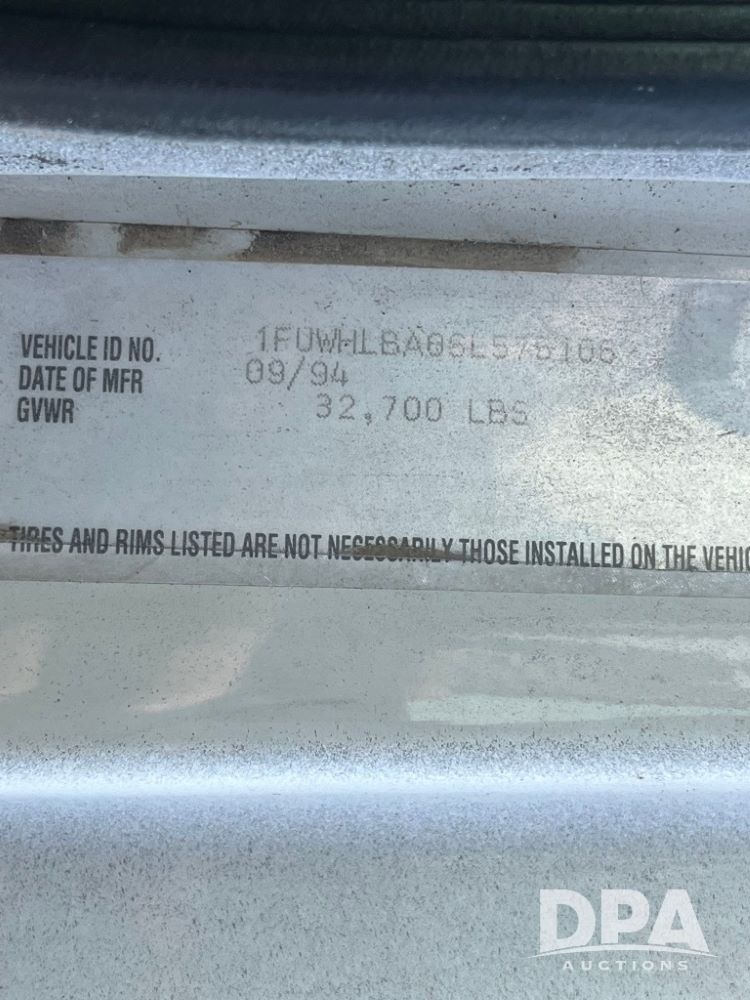 VEHICLE ID NO.
DATE OF MFR 09/94
GVWR 32,700 LBS
TIRES AND RIMS LISTED ARE NOT NECESSARILY THOSE INSTALLED ON THE VEHIC
DPA
AUCTIONS